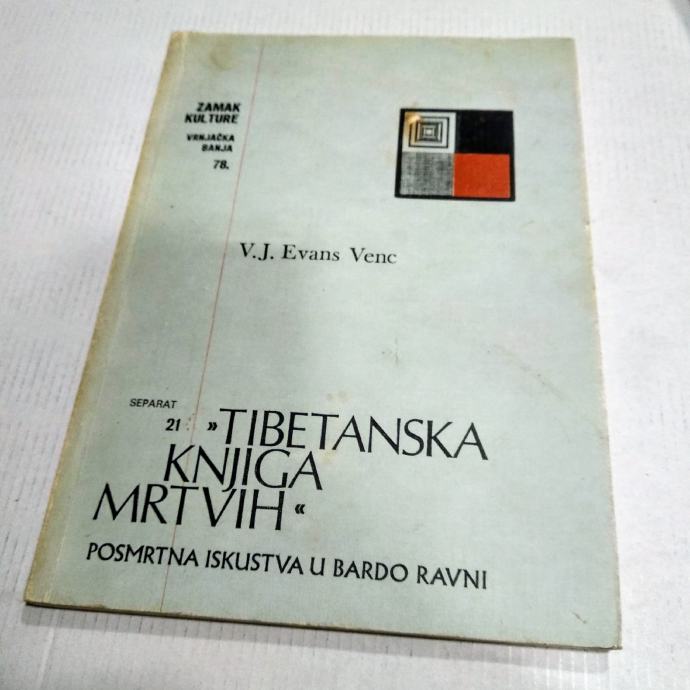 ZAMAK
KULTURE
VRNJAČKA
BANJA
78.
V.J. Evans Venc
SEPARAT
21 »TIBETANSKA
KNJIGA
MRTVIH«
POSMRTNA ISKUSTVA U BARDO RAVNI